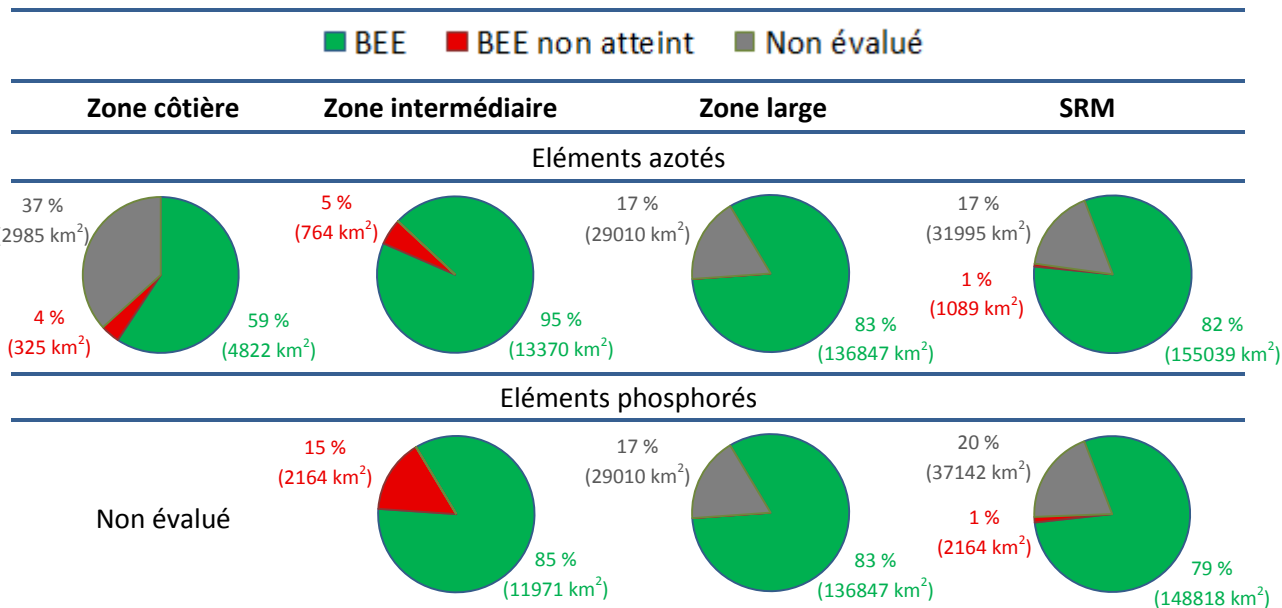 BEE BEE non atteint Non évalué
Zone côtière Zone intermédiaire Zone large SRM
Eléments azotés
37 %
(2985 km²)
4 %
(325 km²)
59 %
(4822 km²)
5 %
(764 km²)
95 %
(13370 km²)
17 %
(29010 km²)
83 %
(136847 km²)
17 %
(31995 km²)
1 %
(1089 km²)
82 %
(155039 km²)
Eléments phosphorés
Non évalué
15 %
(2164 km²)
85 %
(11971 km²)
17 %
(29010 km²)
83 %
(136847 km²)
20 %
(37142 km²)
1 %
(2164 km²)
79 %
(148818 km²)